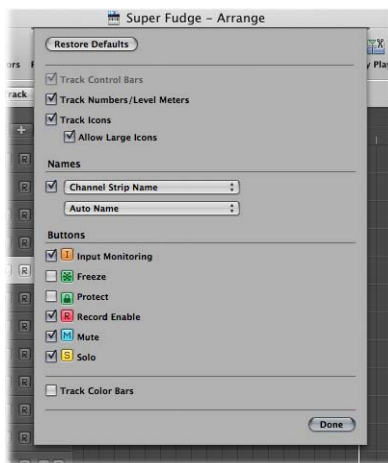 Super Fudge – Arrange
Restore Defaults
Track Control Bars
Track Numbers/Level Meters
Track Icons
Allow Large Icons
Names
Channel Strip Name
Auto Name
Buttons
I Input Monitoring
Freeze
Protect
R Record Enable
M Mute
S Solo
Track Color Bars
Done